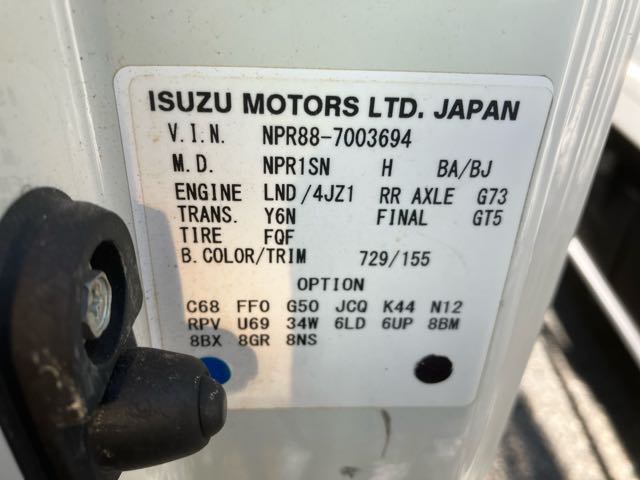 ISUZU MOTORS LTD. JAPAN
V.I.N. NPR88-7003694
M.D. NPR1SN H BA/BJ
ENGINE LND/4JZ1 RR AXLE G73
TRANS. Y6N FINAL GT5
TIRE FQF
B.COLOR/TRIM 729/155
OPTION
C68 FF0 G50 JCQ K44 N12
RPV U69 34W 6LD 6UP 8BM
8BX 8GR 8NS